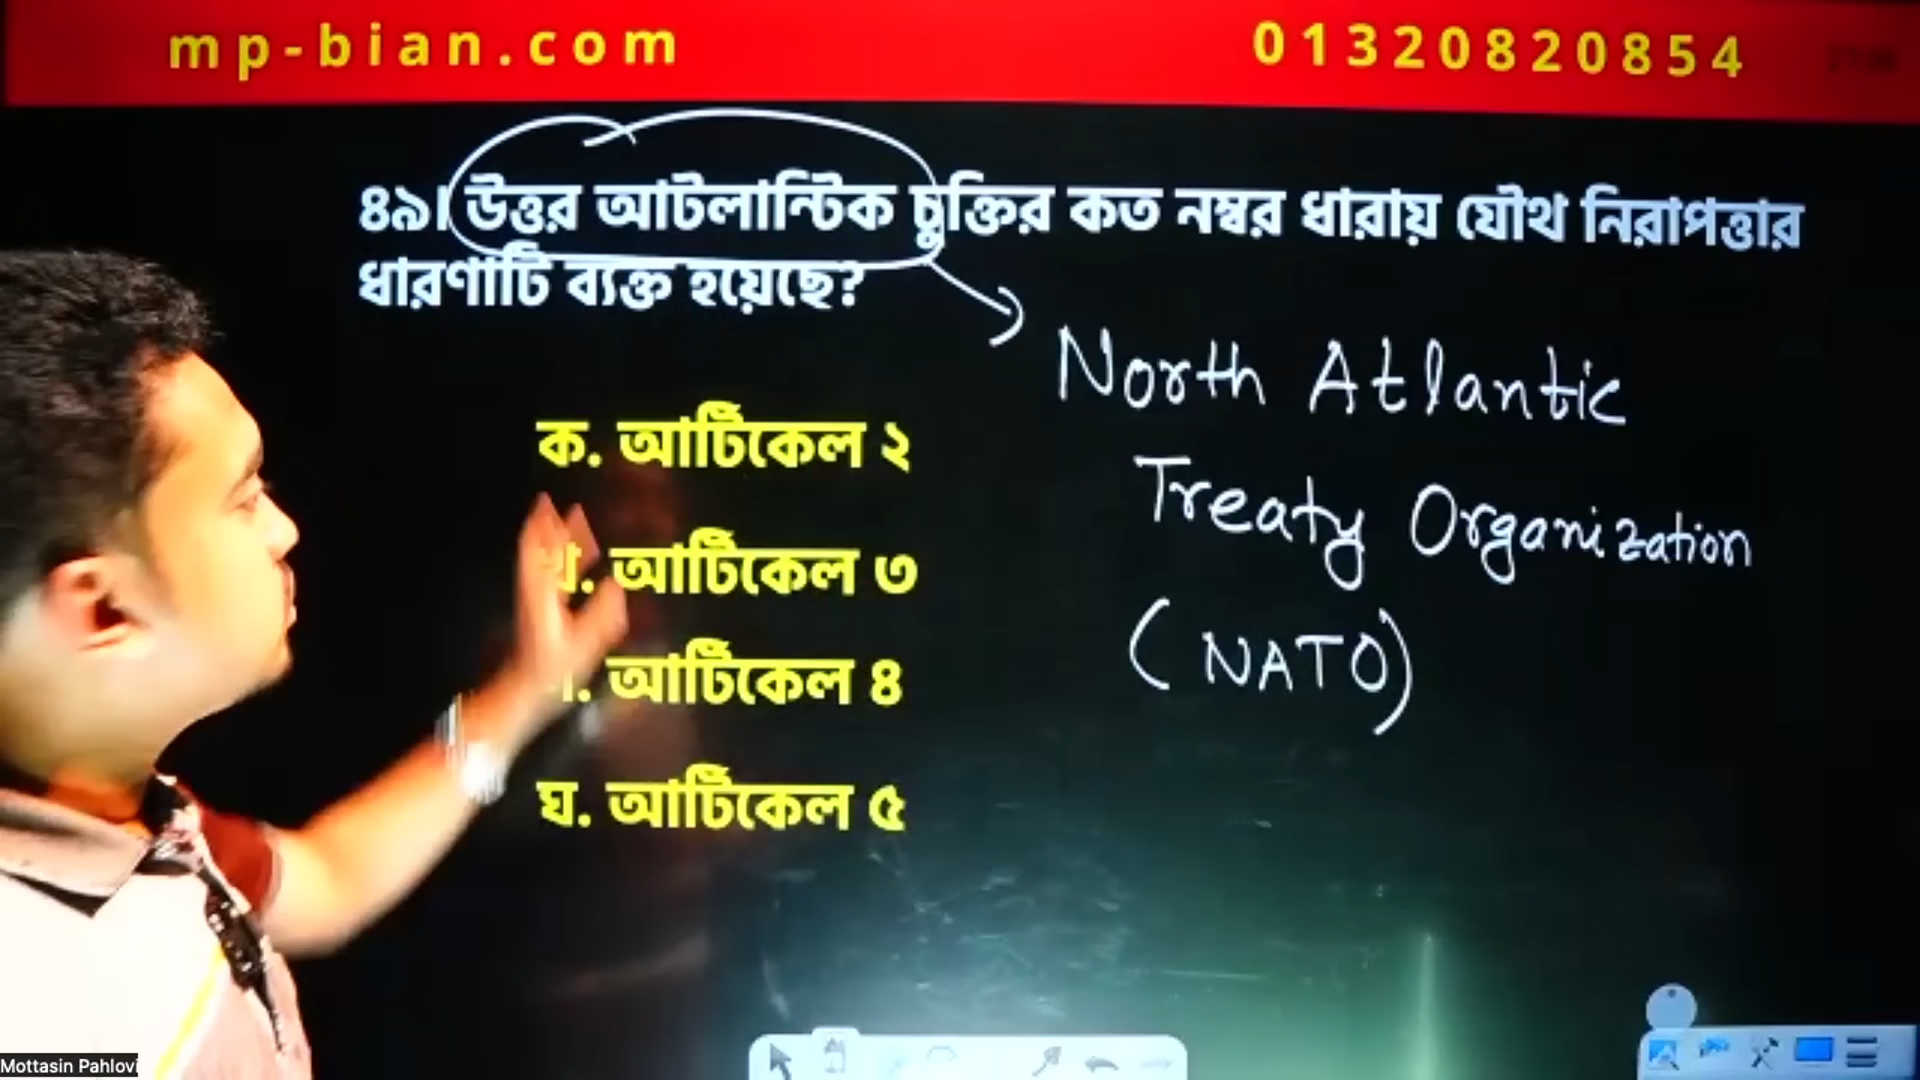 mp-bian.com
01320820854
৪৯। উত্তর আটলান্টিক চুক্তির কত নম্বর ধারায় যৌথ নিরাপত্তার
ধারণাটি ব্যক্ত হয়েছে?
North Atlantic
Treaty Organization
(NATO)
ক. আর্টিকেল ২
খ. আর্টিকেল ৩
আর্টিকেল ৪
ঘ. আর্টিকেল ৫
Mottasin Pahlovi